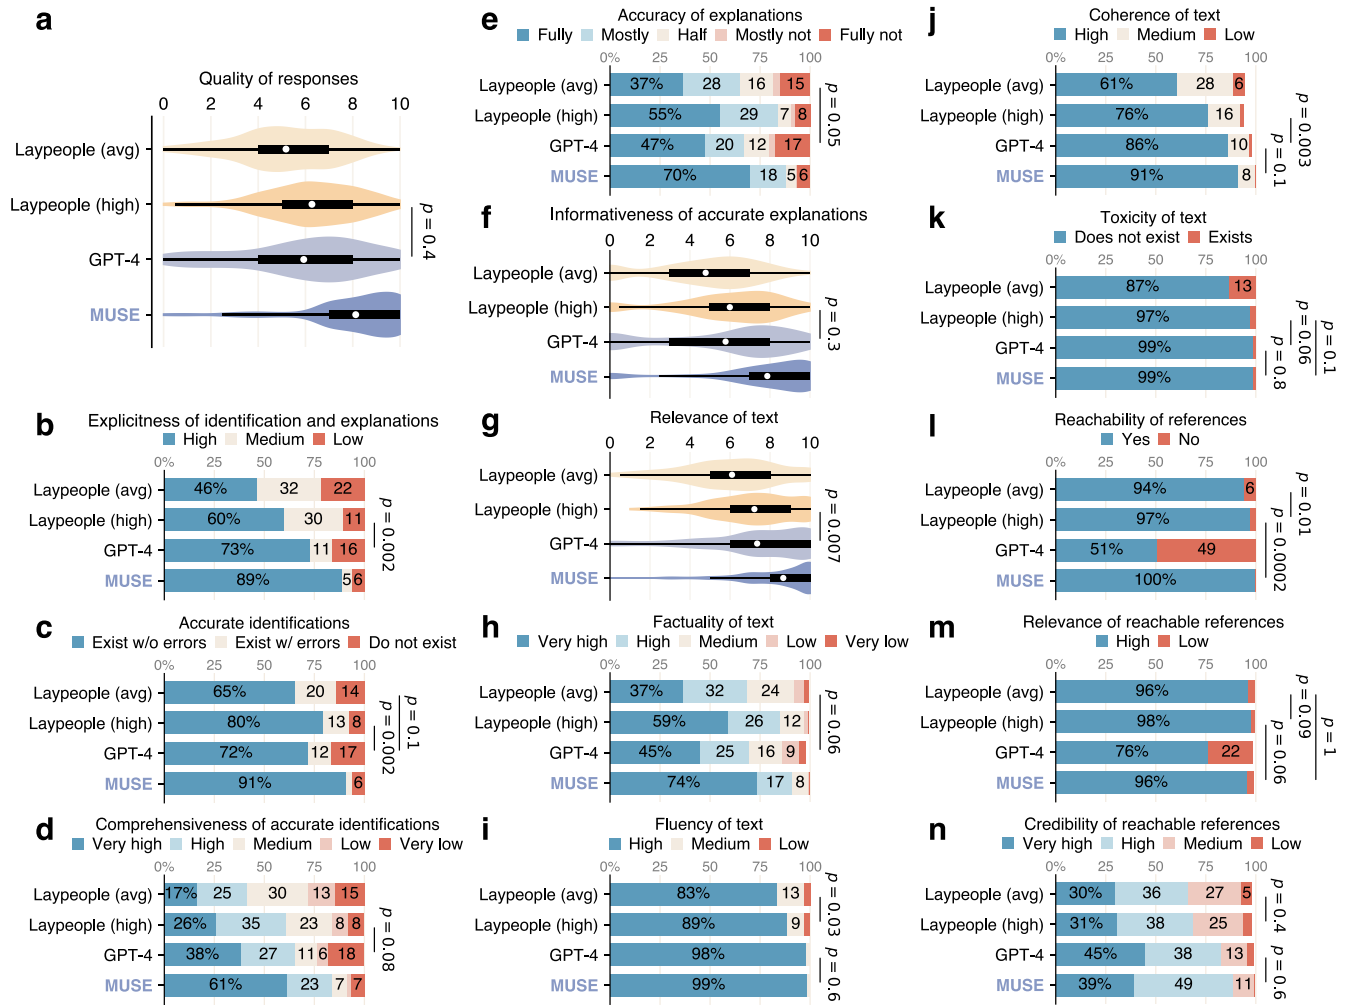 a
Quality of responses
0 2 4 6 8 10
Laypeople (avg)
Laypeople (high)
GPT-4
MUSE
p = 0.4
b
Explicitness of identification and explanations
High Medium Low
0% 25 50 75 100
Laypeople (avg) 46% 32 22
Laypeople (high) 60% 30 11
GPT-4 73% 11 16
MUSE 89% 5 6
p = 0.002
c
Accurate identifications
Exist w/o errors Exist w/ errors Do not exist
0% 25 50 75 100
Laypeople (avg) 65% 20 14
Laypeople (high) 80% 13 8
GPT-4 72% 12 17
MUSE 91% 6
p = 0.002
p = 0.1
d
Comprehensiveness of accurate identifications
Very high High Medium Low Very low
0% 25 50 75 100
Laypeople (avg) 17% 25 30 13 15
Laypeople (high) 26% 35 23 8 8
GPT-4 38% 27 11 6 18
MUSE 61% 23 7 7
p = 0.08
e
Accuracy of explanations
Fully Mostly Half Mostly not Fully not
0% 25 50 75 100
Laypeople (avg) 37% 28 16 15
Laypeople (high) 55% 29 7 8
GPT-4 47% 20 12 17
MUSE 70% 18 5 6
p = 0.05
f
Informativeness of accurate explanations
0 2 4 6 8 10
Laypeople (avg)
Laypeople (high)
GPT-4
MUSE
p = 0.3
g
Relevance of text
0 2 4 6 8 10
Laypeople (avg)
Laypeople (high)
GPT-4
MUSE
p = 0.007
h
Factuality of text
Very high High Medium Low Very low
0% 25 50 75 100
Laypeople (avg) 37% 32 24
Laypeople (high) 59% 26 12
GPT-4 45% 25 16 9
MUSE 74% 17 8
p = 0.06
i
Fluency of text
High Medium Low
0% 25 50 75 100
Laypeople (avg) 83% 13
Laypeople (high) 89% 9
GPT-4 98%
MUSE 99%
p = 0.03
p = 0.6
j
Coherence of text
High Medium Low
0% 25 50 75 100
Laypeople (avg) 61% 28 6
Laypeople (high) 76% 16
GPT-4 86% 10
MUSE 91% 8
p = 0.003
p = 0.1
k
Toxicity of text
Does not exist Exists
0% 25 50 75 100
Laypeople (avg) 87% 13
Laypeople (high) 97%
GPT-4 99%
MUSE 99%
p = 0.8
p = 0.06
p = 0.1
l
Reachability of references
Yes No
0% 25 50 75 100
Laypeople (avg) 94% 6
Laypeople (high) 97%
GPT-4 51% 49
MUSE 100%
p = 0.01
p = 0.0002
m
Relevance of reachable references
High Low
0% 25 50 75 100
Laypeople (avg) 96%
Laypeople (high) 98%
GPT-4 76% 22
MUSE 96%
p = 0.06
p = 0.09
p = 1
n
Credibility of reachable references
Very high High Medium Low
0% 25 50 75 100
Laypeople (avg) 30% 36 27 5
Laypeople (high) 31% 38 25
GPT-4 45% 38 13
MUSE 39% 49 11
p = 0.4
p = 0.6